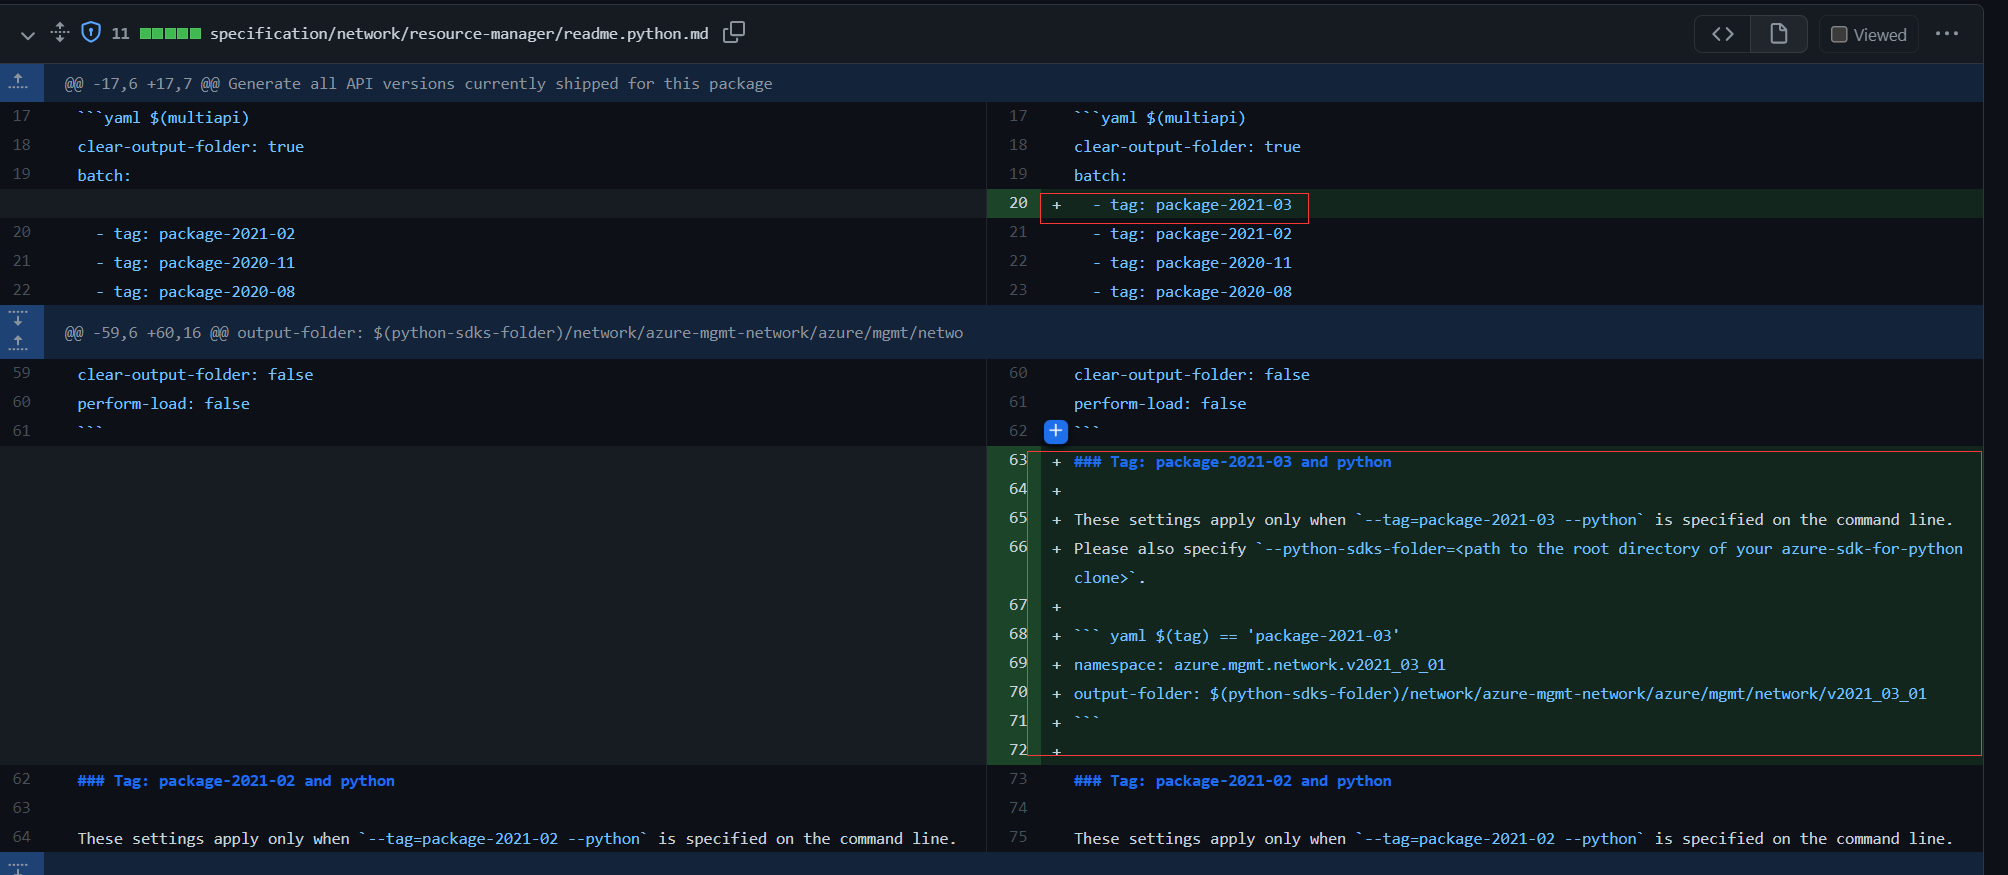 11 specification/network/resource-manager/readme.python.md Viewed
@@ -17,6 +17,7 @@ Generate all API versions currently shipped for this package
17 ```yaml $(multiapi)
18 clear-output-folder: true
19 batch:
20 - tag: package-2021-02
21 - tag: package-2020-11
22 - tag: package-2020-08
17 ```yaml $(multiapi)
18 clear-output-folder: true
19 batch:
20 + - tag: package-2021-03
21 - tag: package-2021-02
22 - tag: package-2020-11
23 - tag: package-2020-08
@@ -59,6 +60,16 @@ output-folder: $(python-sdks-folder)/network/azure-mgmt-network/azure/mgmt/netwo
59 clear-output-folder: false
60 perform-load: false
61 ```
62 ### Tag: package-2021-02 and python
63
64 These settings apply only when `--tag=package-2021-02 --python` is specified on the command line.
60 clear-output-folder: false
61 perform-load: false
62 ```
63 + ### Tag: package-2021-03 and python
64 +
65 + These settings apply only when `--tag=package-2021-03 --python` is specified on the command line.
66 + Please also specify `--python-sdks-folder=<path to the root directory of your azure-sdk-for-python
clone>`.
67 +
68 + ``` yaml $(tag) == 'package-2021-03'
69 + namespace: azure.mgmt.network.v2021_03_01
70 + output-folder: $(python-sdks-folder)/network/azure-mgmt-network/azure/mgmt/network/v2021_03_01
71 + ```
72 +
73 ### Tag: package-2021-02 and python
74
75 These settings apply only when `--tag=package-2021-02 --python` is specified on the command line.